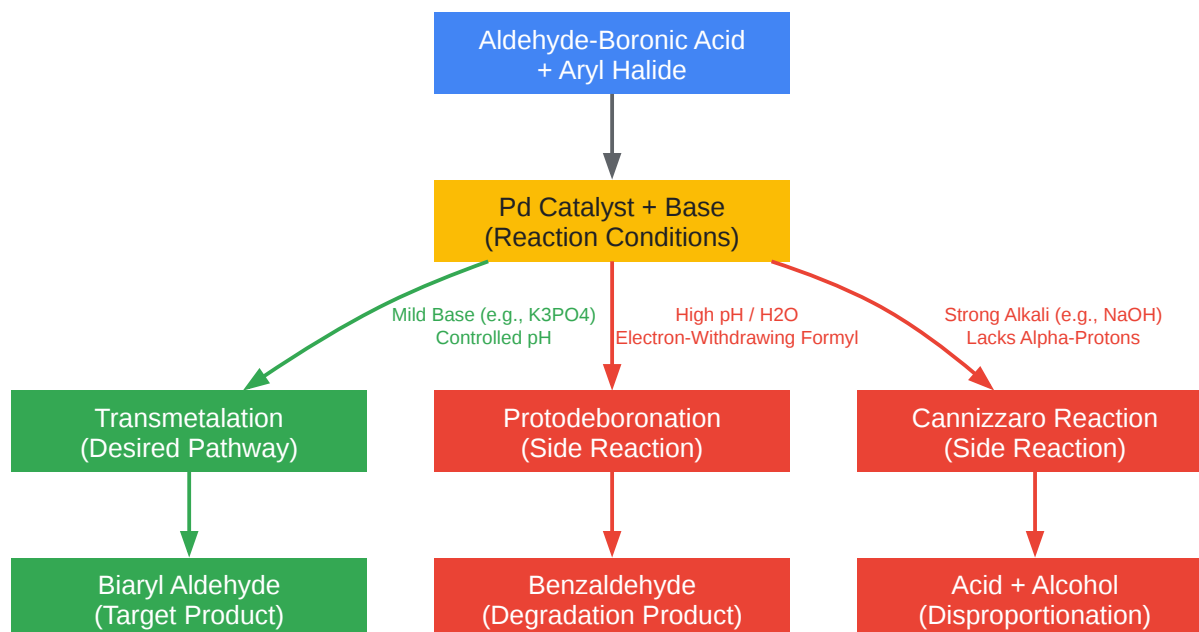 Aldehyde-Boronic Acid
+ Aryl Halide
Pd Catalyst + Base
(Reaction Conditions)
Mild Base (e.g., K3PO4)
Controlled pH
High pH / H2O
Electron-Withdrawing Formyl
Strong Alkali (e.g., NaOH)
Lacks Alpha-Protons
Transmetalation
(Desired Pathway)
Protodeboronation
(Side Reaction)
Cannizzaro Reaction
(Side Reaction)
Biaryl Aldehyde
(Target Product)
Benzaldehyde
(Degradation Product)
Acid + Alcohol
(Disproportionation)